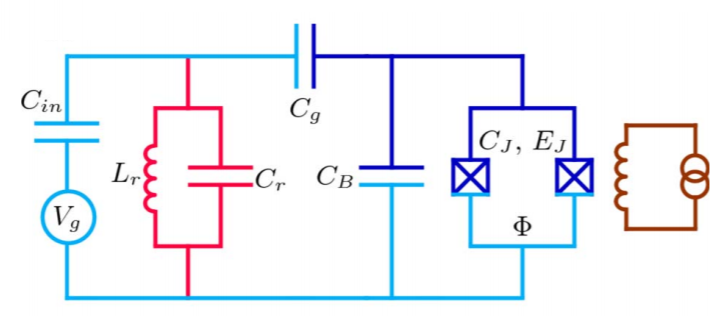 C_{in}
V_g
L_r
C_r
C_g
C_B
C_J, E_J
Φ